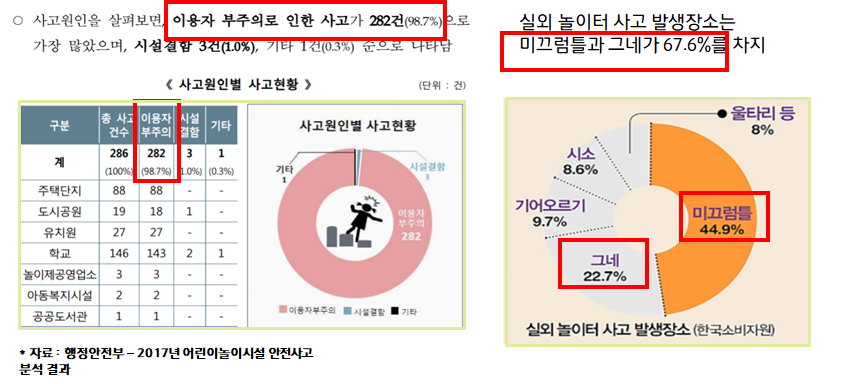 ○ 사고원인을 살펴보면, 이용자 부주의로 인한 사고가 282건(98.7%)으로
가장 많았으며, 시설결함 3건(1.0%), 기타 1건(0.3%) 순으로 나타남
《 사고원인별 사고현황 》
(단위 : 건)
구분 총 사고건수 이용자부주의 시설결함 기타
계 286 282 3 1
(100%) (98.7%) (1.0%) (0.3%)
주택단지 88 88 - -
도시공원 19 18 1 -
유치원 27 27 - -
학교 146 143 2 1
놀이제공영업소 3 3 - -
아동복지시설 2 2 - -
공공도서관 1 1 - -
사고원인별 사고현황
기타
1
시설결함
3
이용자
부주의
282
이용자부주의 시설결함 기타
* 자료 : 행정안전부 – 2017년 어린이놀이시설 안전사고
분석 결과
실외 놀이터 사고 발생장소는
미끄럼틀과 그네가 67.6%를 차지
울타리 등
8%
시소
8.6%
기어오르기
9.7%
그네
22.7%
미끄럼틀
44.9%
실외 놀이터 사고 발생장소 (한국소비자원)